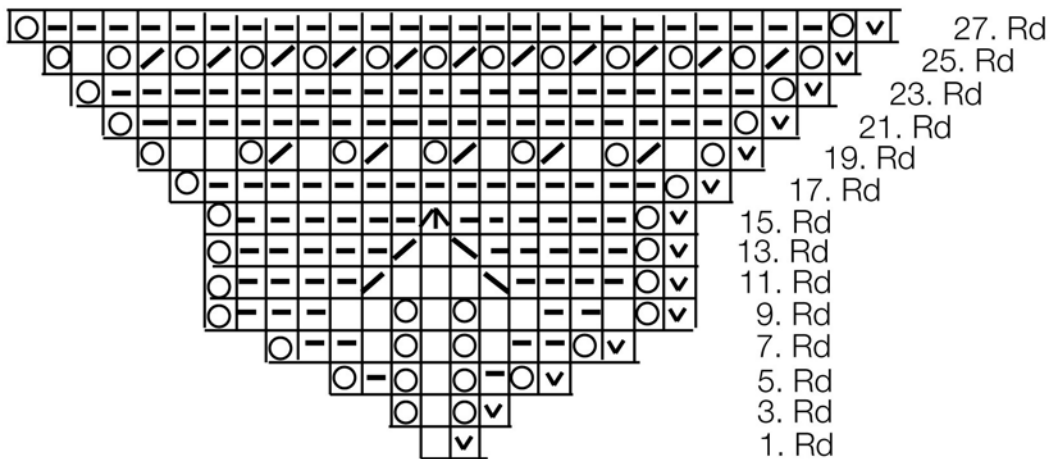 27. Rd
25. Rd
23. Rd
21. Rd
19. Rd
17. Rd
15. Rd
13. Rd
11. Rd
9. Rd
7. Rd
5. Rd
3. Rd
1. Rd